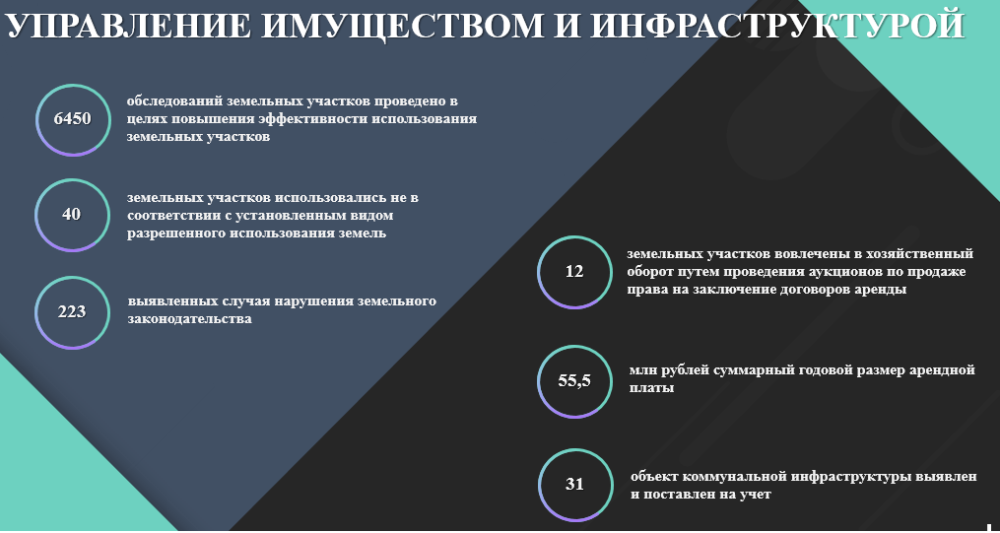 УПРАВЛЕНИЕ ИМУЩЕСТВОМ И ИНФРАСТРУКТУРОЙ
6450
обследований земельных участков проведено в
целях повышения эффективности использования
земельных участков
40
земельных участков использовались не в
соответствии с установленным видом
разрешенного использования земель
223
выявленных случая нарушения земельного
законодательства
12
земельных участков вовлечены в хозяйственный
оборот путем проведения аукционов по продаже
права на заключение договоров аренды
55,5
млн рублей суммарный годовой размер арендной
платы
31
объект коммунальной инфраструктуры выявлен
и поставлен на учет